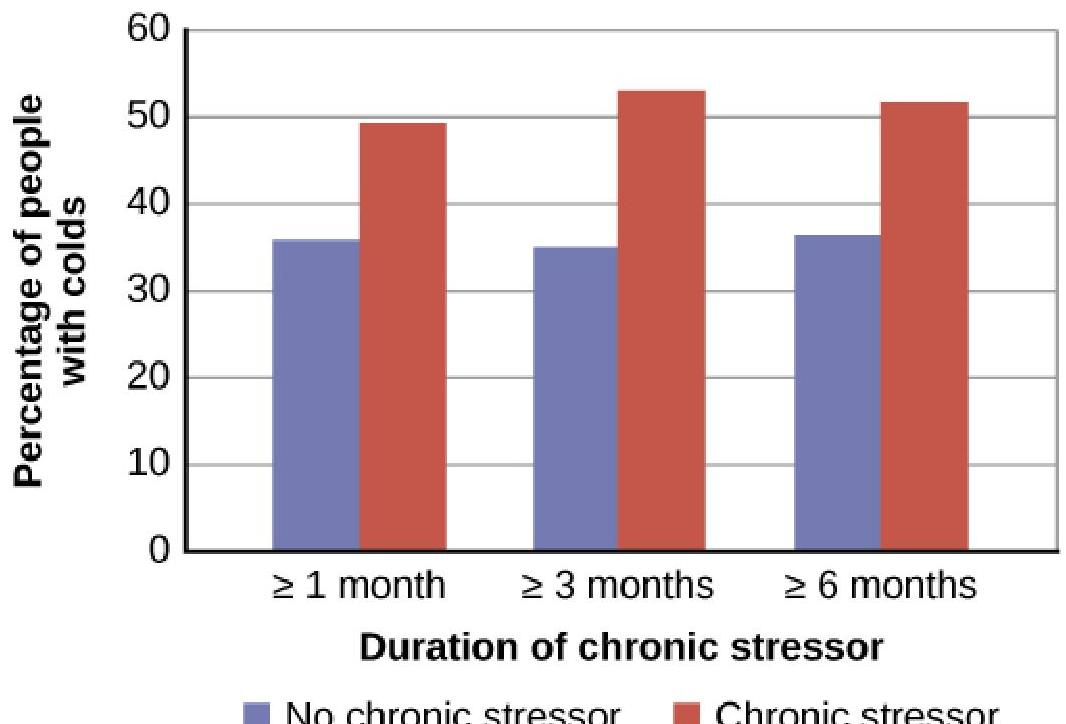 60
50
40
30
20
10
0
Percentage of people
with colds
≥ 1 month ≥ 3 months ≥ 6 months
Duration of chronic stressor
No chronic stressor Chronic stressor